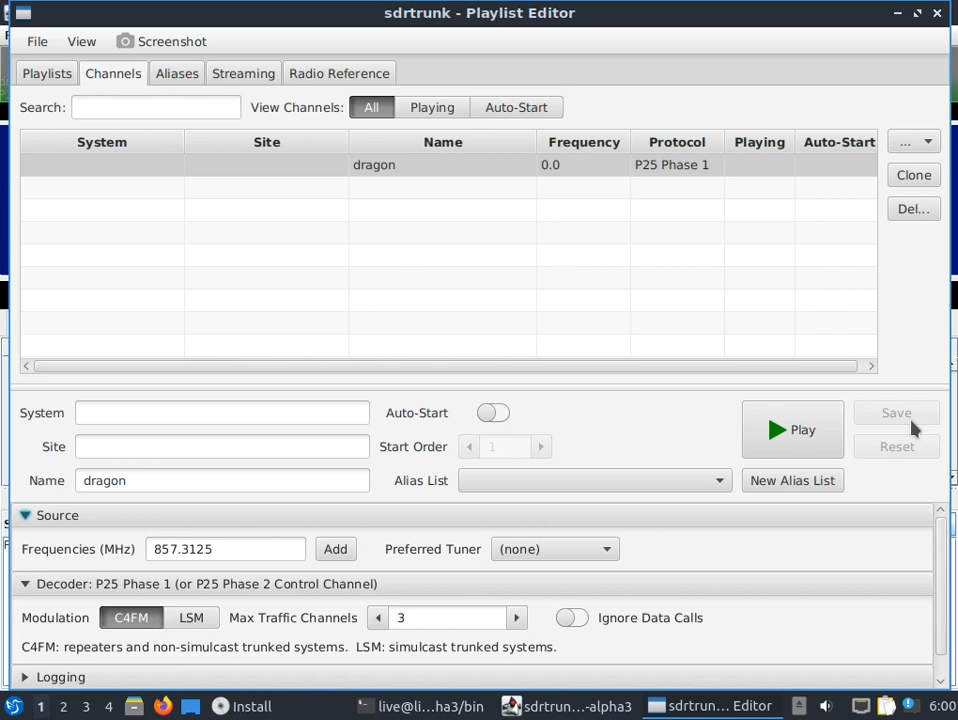 sdrtrunk - Playlist Editor
File View Screenshot
Playlists Channels Aliases Streaming Radio Reference
Search: View Channels: All Playing Auto-Start
System Site Name Frequency Protocol Playing Auto-Start
...
dragon 0.0 P25 Phase 1
Clone
Del...
System Auto-Start
Play
Save
Site Start Order 1
Reset
Name dragon Alias List New Alias List
Source
Frequencies (MHz) 857.3125 Add Preferred Tuner (none)
Decoder: P25 Phase 1 (or P25 Phase 2 Control Channel)
Modulation C4FM LSM Max Traffic Channels 3 Ignore Data Calls
C4FM: repeaters and non-simulcast trunked systems. LSM: simulcast trunked systems.
Logging
1 2 3 4 Install live@li...ha3/bin sdrtrun...-alpha3 sdrtrun... Editor 6:00